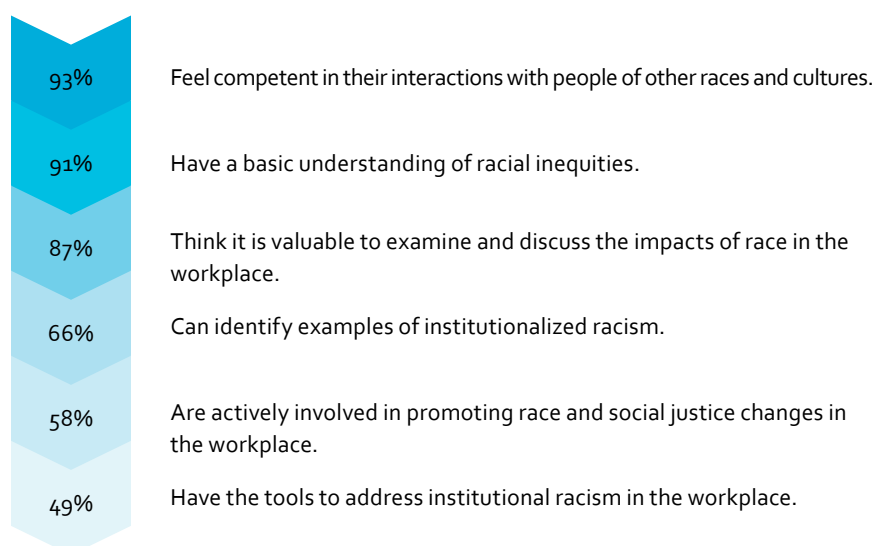 93%
Feel competent in their interactions with people of other races and cultures.
91%
Have a basic understanding of racial inequities.
87%
Think it is valuable to examine and discuss the impacts of race in the
workplace.
66%
Can identify examples of institutionalized racism.
58%
Are actively involved in promoting race and social justice changes in
the workplace.
49%
Have the tools to address institutional racism in the workplace.